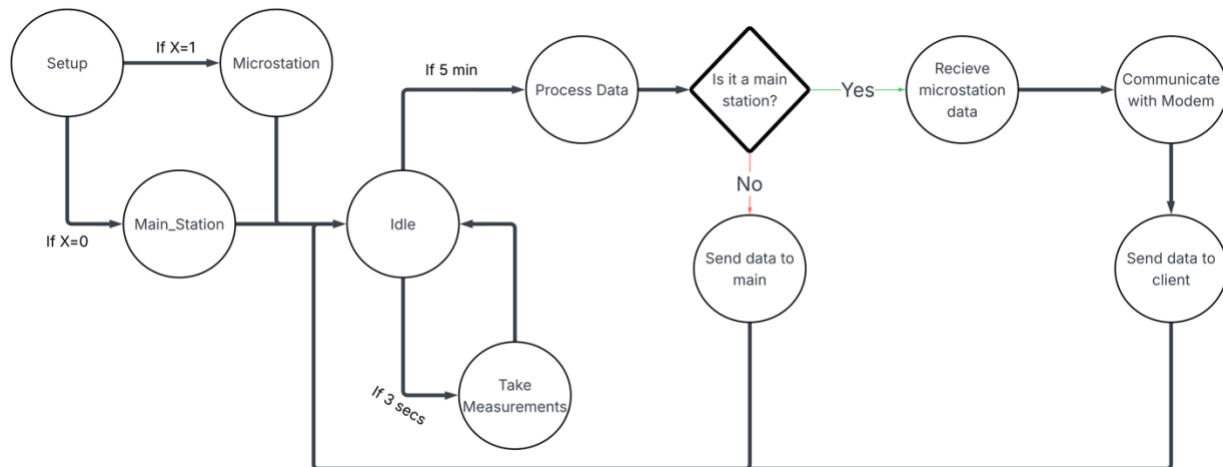 Setup
If X=1
Microstation
If X=0
Main_Station
Idle
If 5 min
Process Data
Is it a main
station?
Yes
Recieve
microstation
data
Communicate
with Modem
No
Send data to
main
Send data to
client
If 3 secs
Take
Measurements